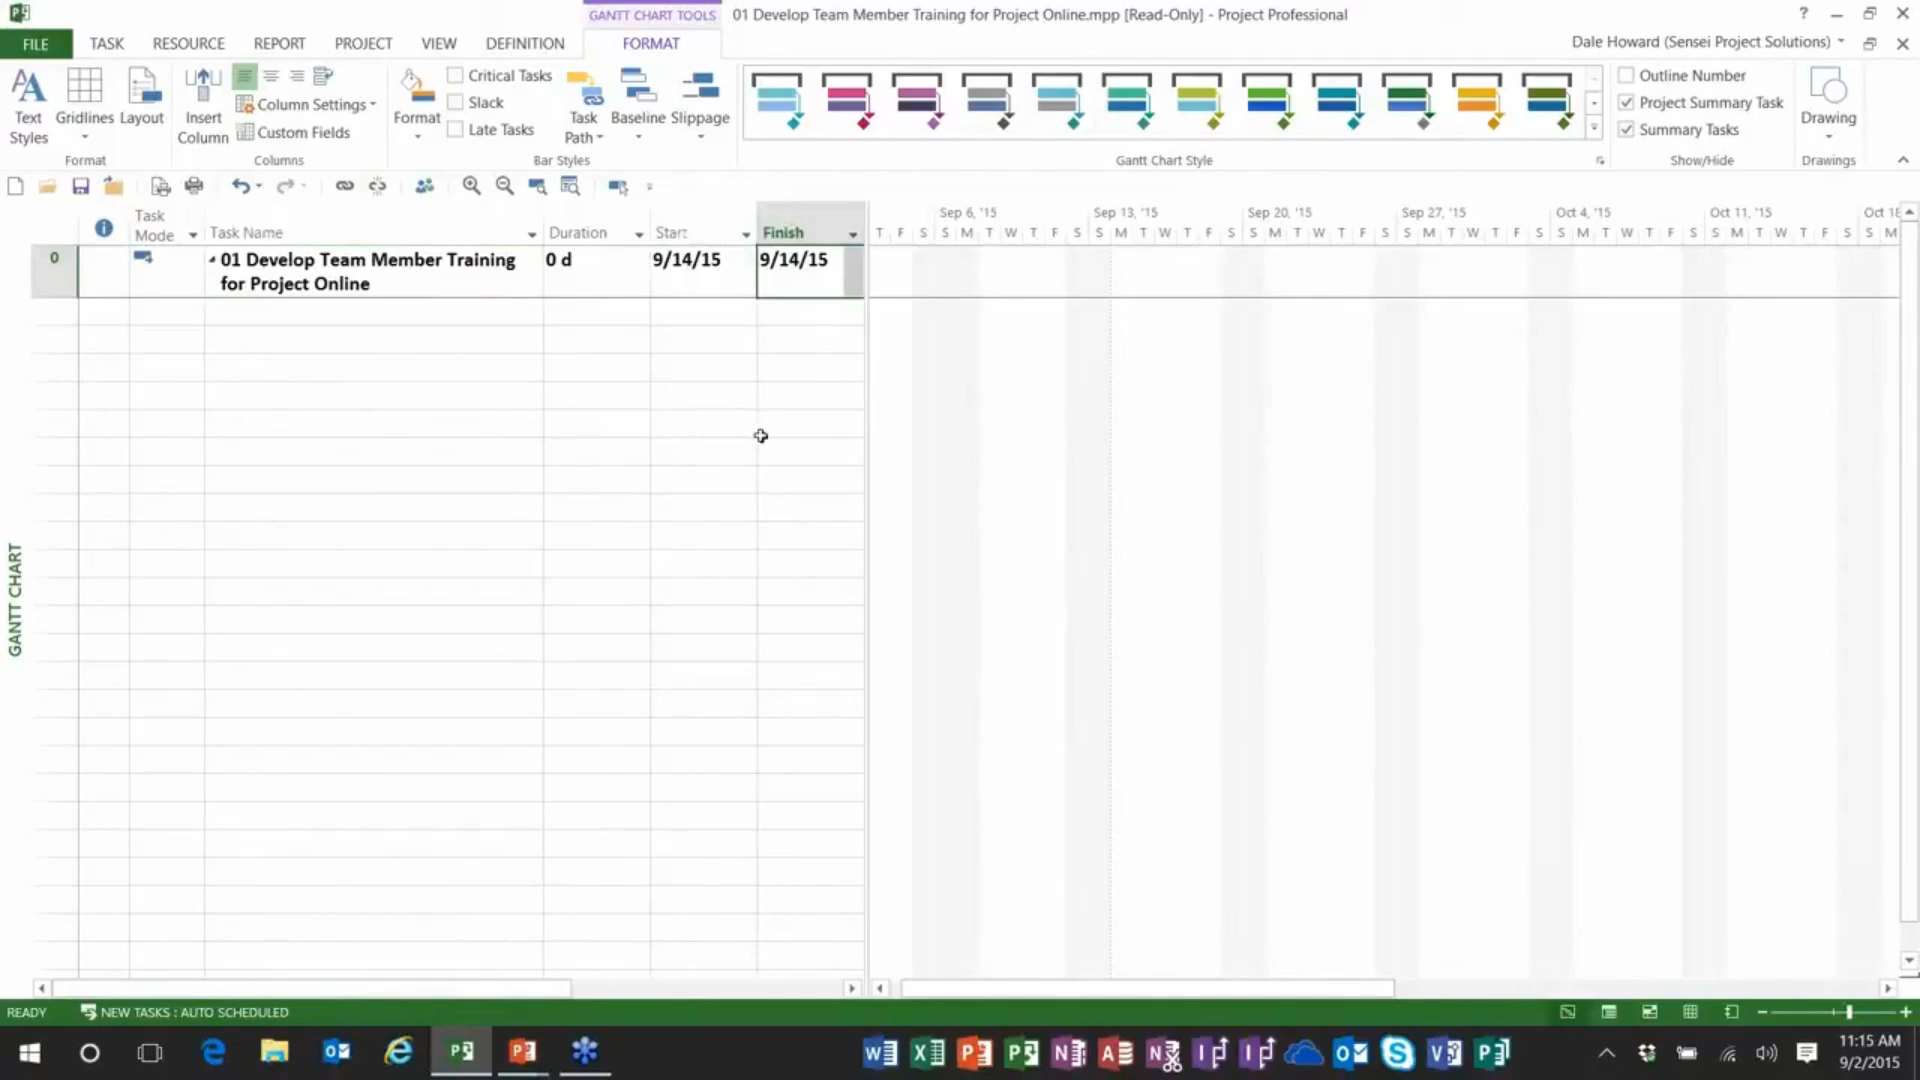 GANTT CHART TOOLS
01 Develop Team Member Training for Project Online.mpp [Read-Only] - Project Professional
?
FILE
TASK
RESOURCE
REPORT
PROJECT
VIEW
DEFINITION
FORMAT
Dale Howard (Sensei Project Solutions)
Text
Styles
Gridlines
Layout
Format
Insert
Column
Column Settings
Custom Fields
Columns
Format
Critical Tasks
Slack
Late Tasks
Task
Path
Baseline
Slippage
Bar Styles
Gantt Chart Style
Outline Number
Project Summary Task
Summary Tasks
Show/Hide
Drawing
Drawings
Task
Mode
Task Name
Duration
Start
Finish
Sep 6, '15
Sep 13, '15
Sep 20, '15
Sep 27, '15
Oct 4, '15
Oct 11, '15
Oct 18
T F S S M T W T F S S M T W T F S S M T W T F S S M T W T F S S M T W T F S S M T W T F S S M
0
01 Develop Team Member Training
for Project Online
0 d
9/14/15
9/14/15
GANTT CHART
READY
NEW TASKS : AUTO SCHEDULED
11:15 AM
9/2/2015